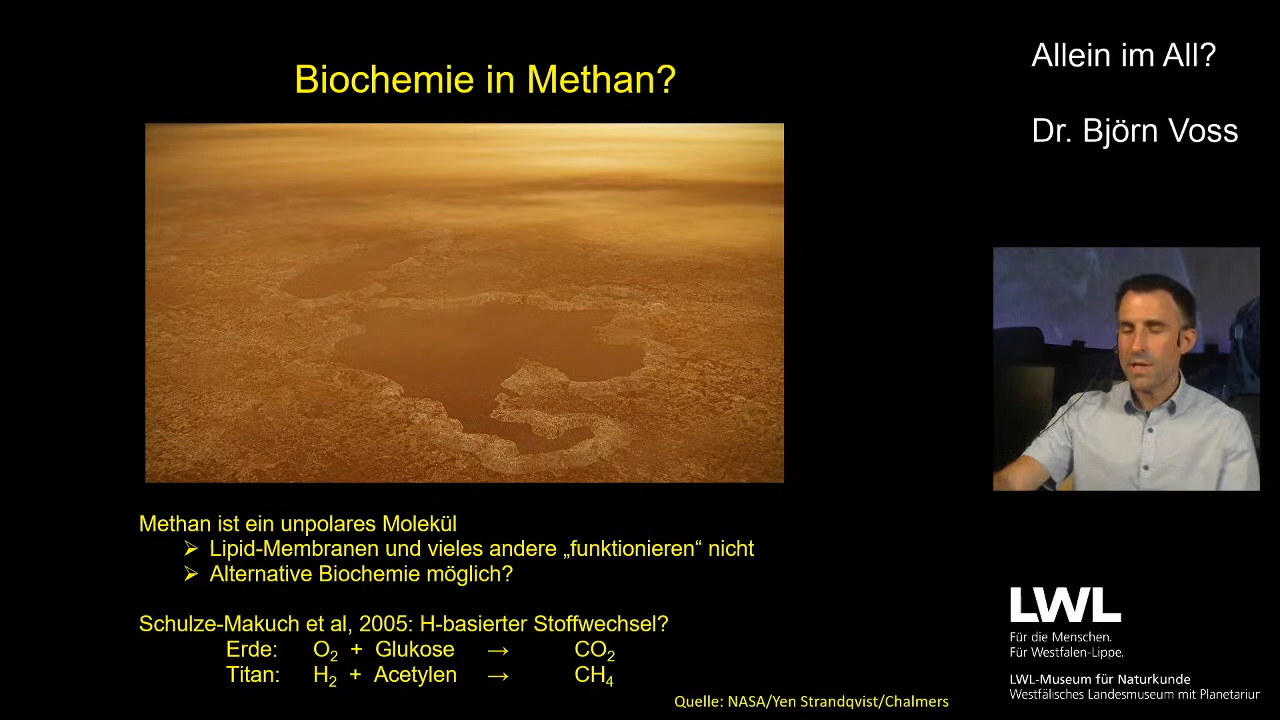 Biochemie in Methan?
Methan ist ein unpolares Molekül
➢ Lipid-Membranen und vieles andere „funktionieren“ nicht
➢ Alternative Biochemie möglich?
Schulze-Makuch et al, 2005: H-basierter Stoffwechsel?
Erde: O₂ + Glukose → CO₂
Titan: H₂ + Acetylen → CH₄
Quelle: NASA/Yen Strandqvist/Chalmers
Allein im All?
Dr. Björn Voss
LWL
Für die Menschen.
Für Westfalen-Lippe.
LWL-Museum für Naturkunde
Westfälisches Landesmuseum mit Planetariur